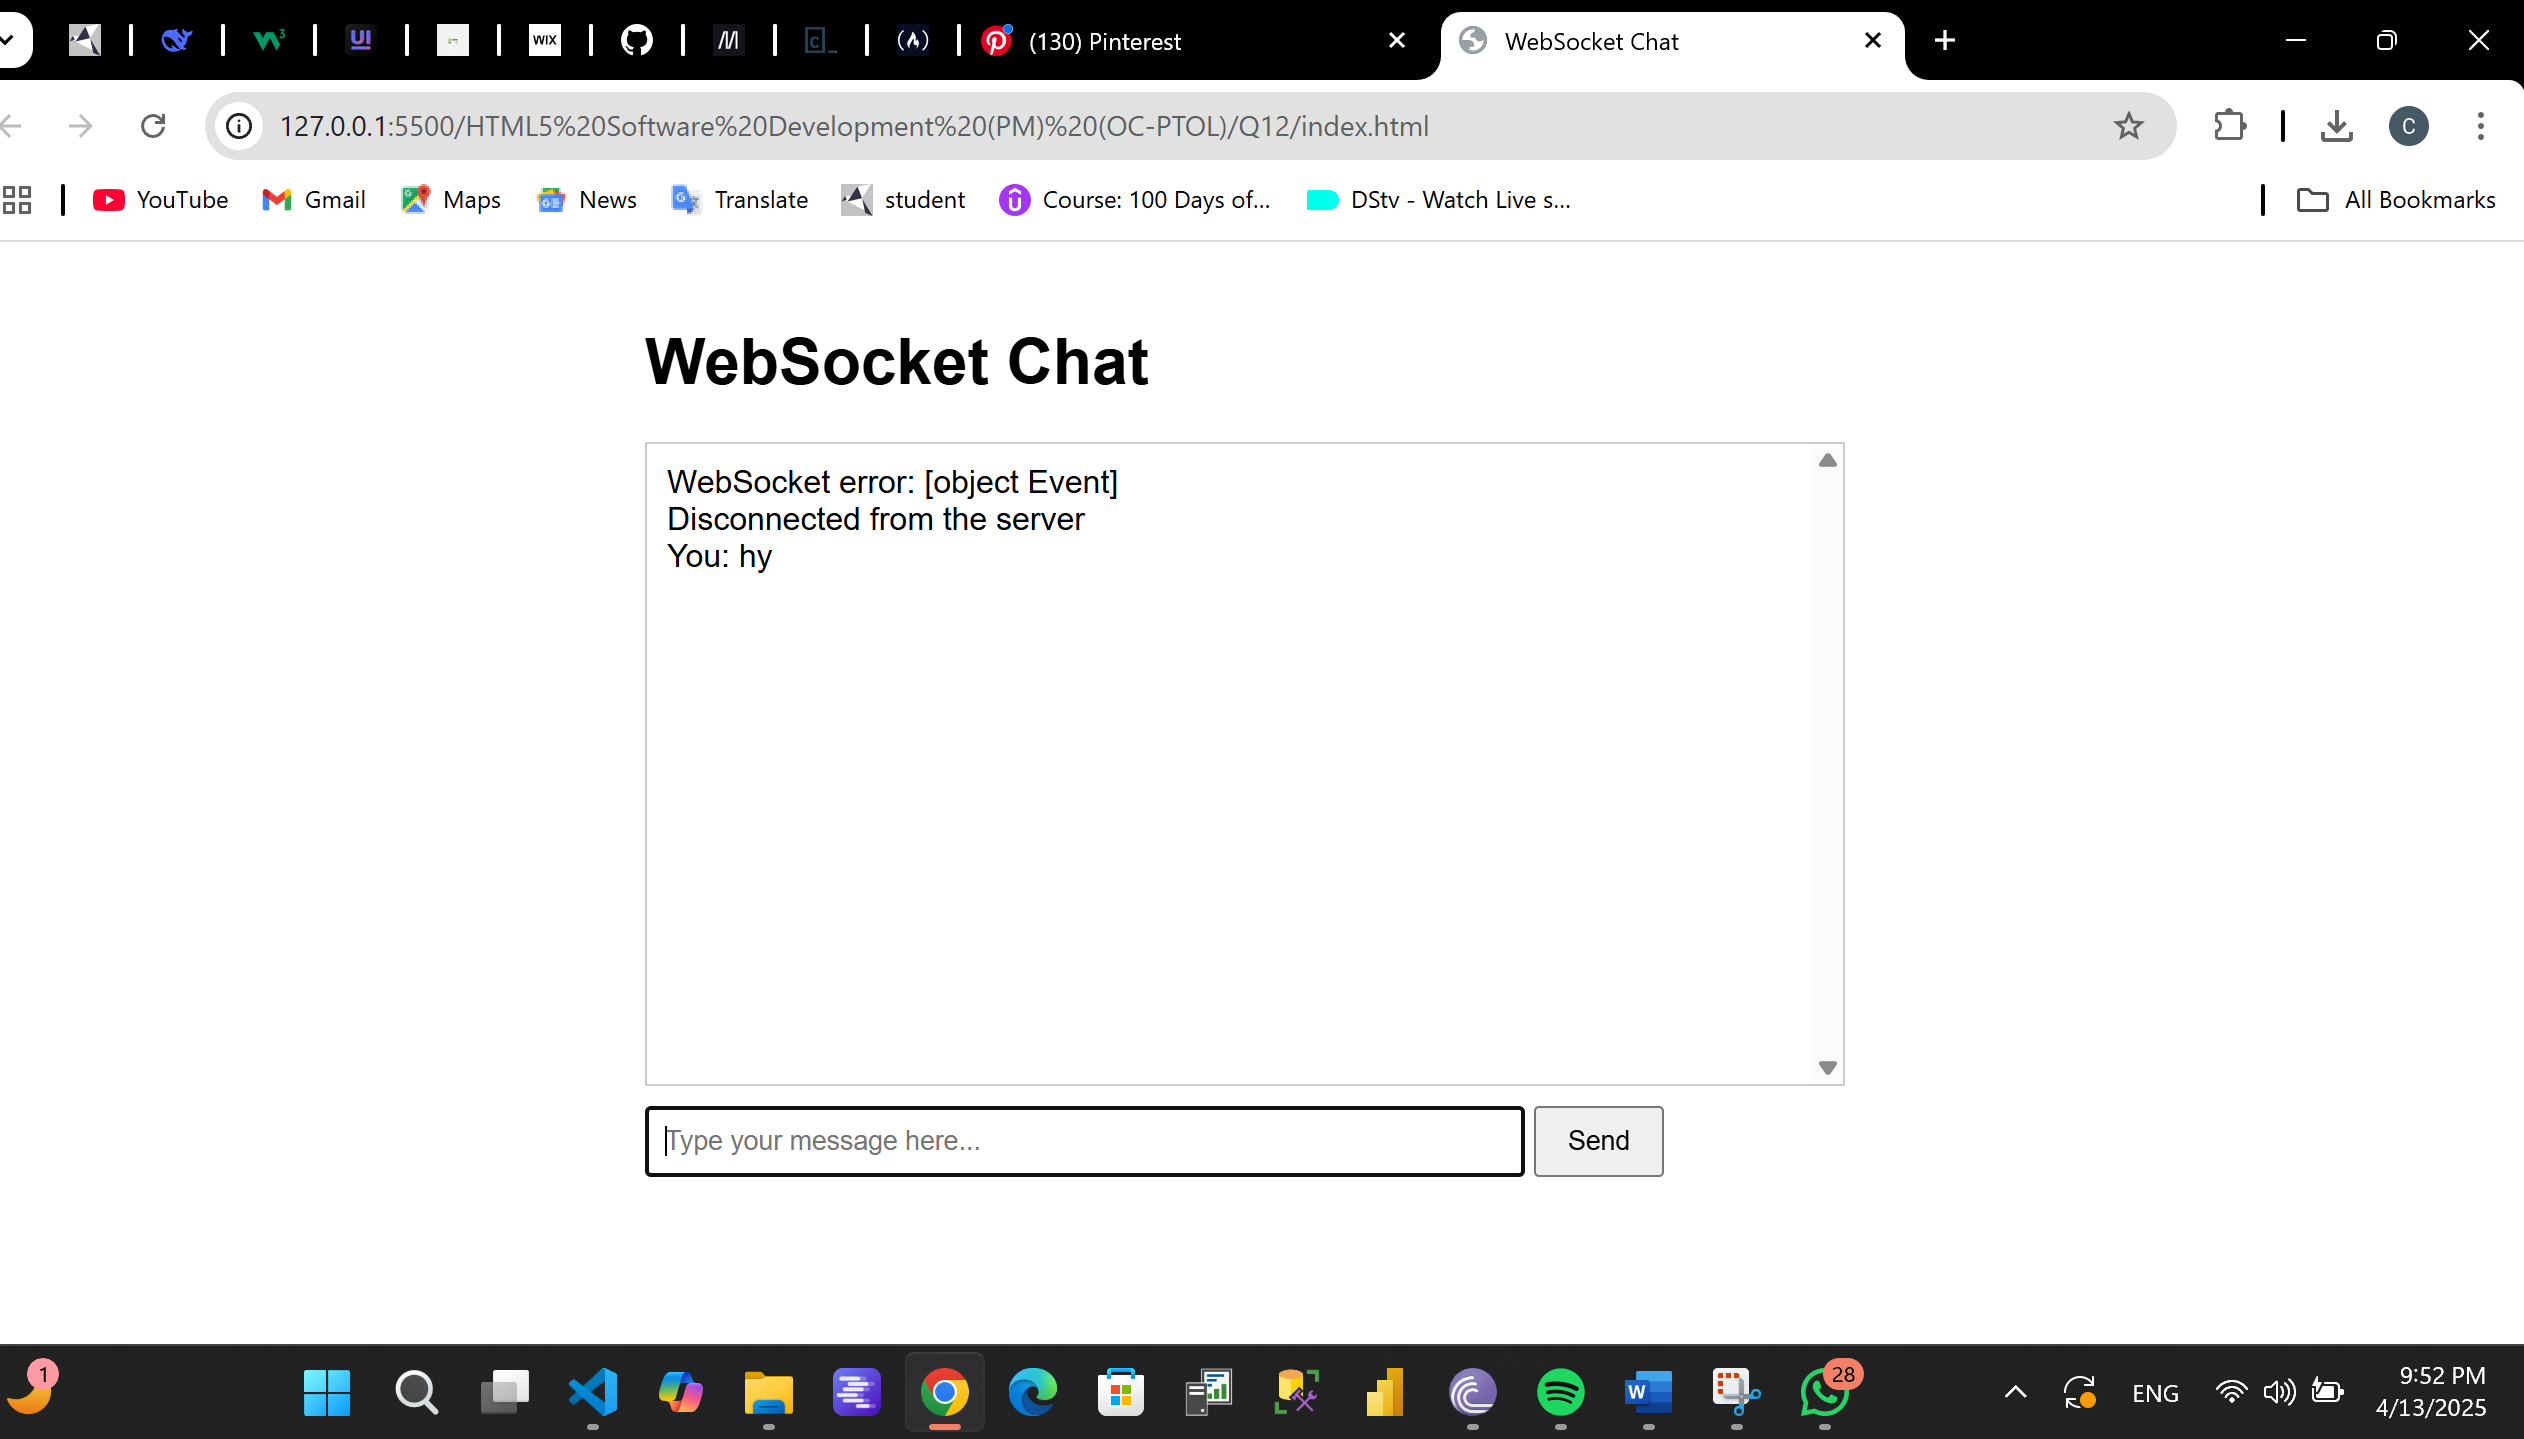 UI
WIX
(130) Pinterest
WebSocket Chat
127.0.0.1:5500/HTML5%20Software%20Development%20(PM)%20(OC-PTOL)/Q12/index.html
C
YouTube
Gmail
Maps
News
Translate
student
Course: 100 Days of...
DStv - Watch Live s...
All Bookmarks
WebSocket Chat
WebSocket error: [object Event]
Disconnected from the server
You: hy
Type your message here...
Send
1
W
28
ENG
9:52 PM
4/13/2025